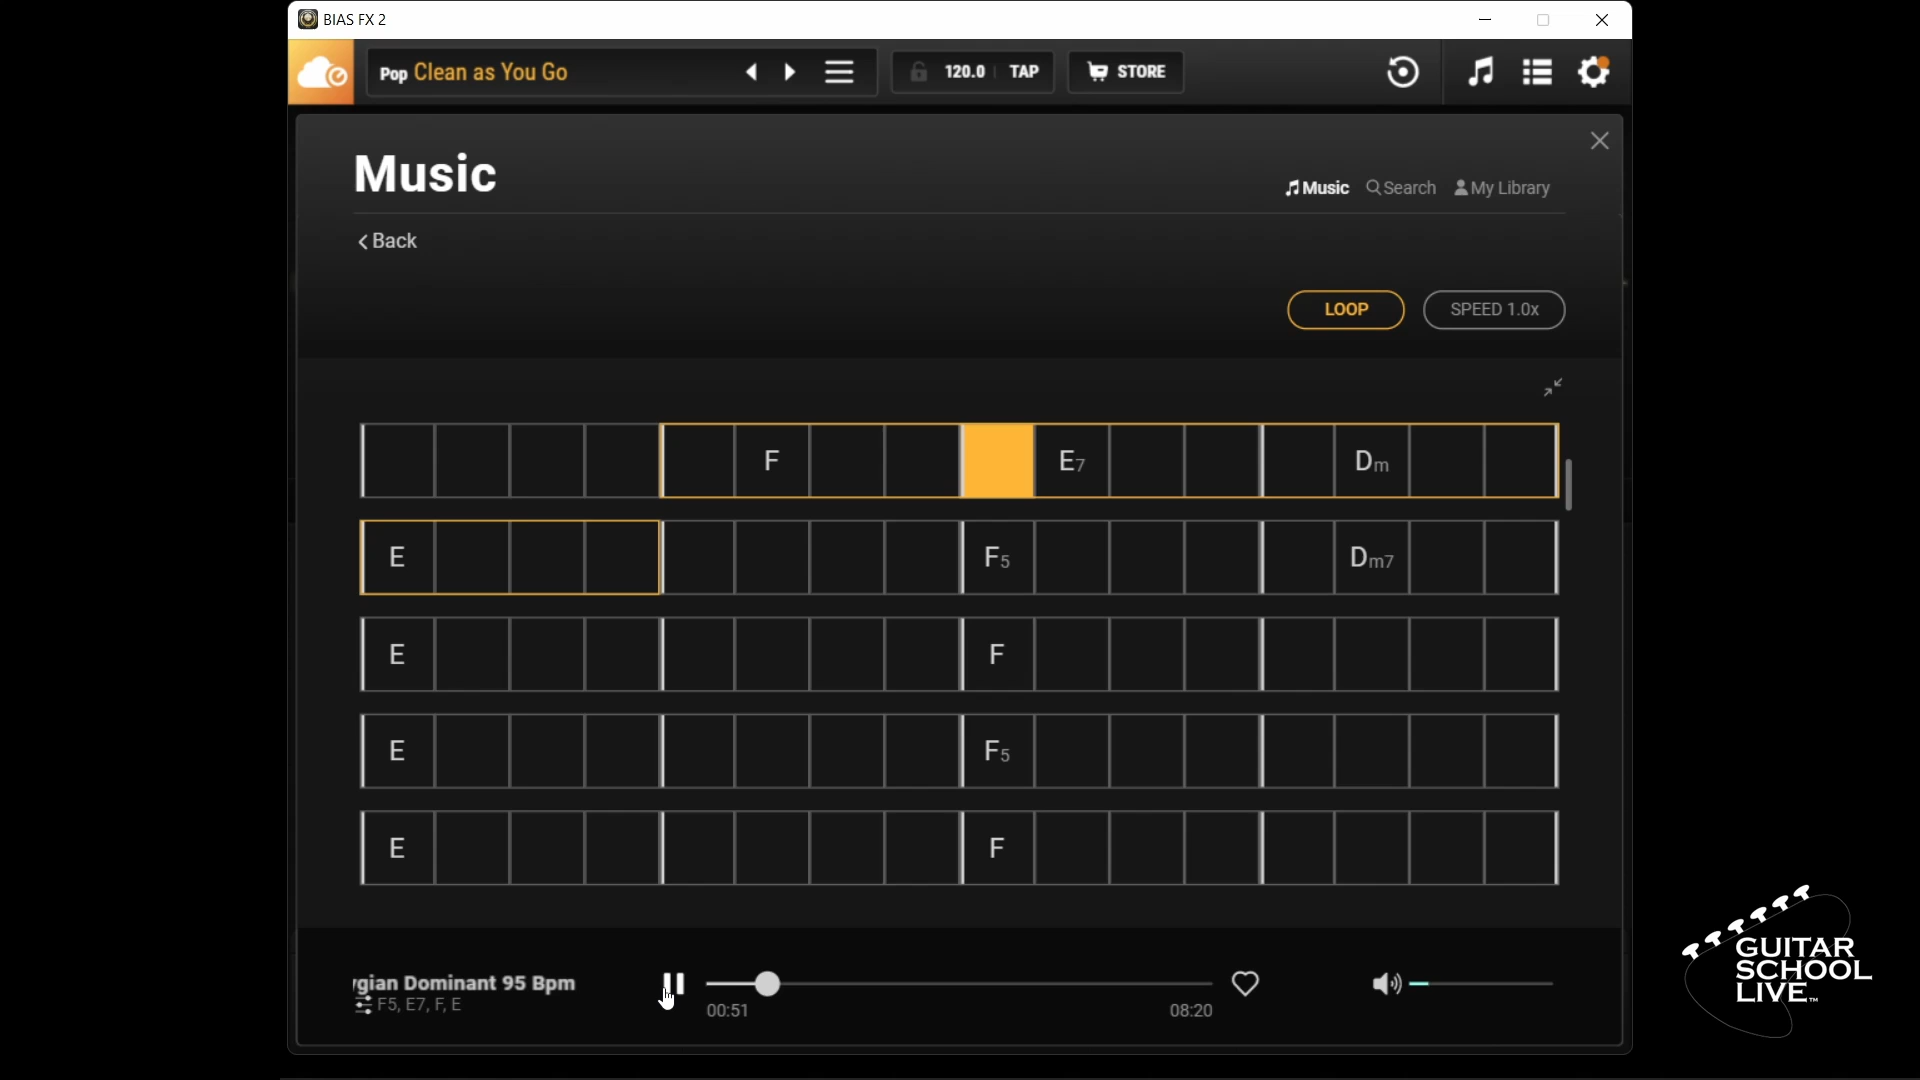 BIAS FX 2
Pop Clean as You Go
120.0 TAP
STORE
Music
Music Search My Library
Back
LOOP SPEED 1.0x
F E7 Dm
E F5 Dm7
E F
E F5
E F
gian Dominant 95 Bpm
F5, E7, F, E
00:51 08:20
GUITAR
SCHOOL
LIVE™